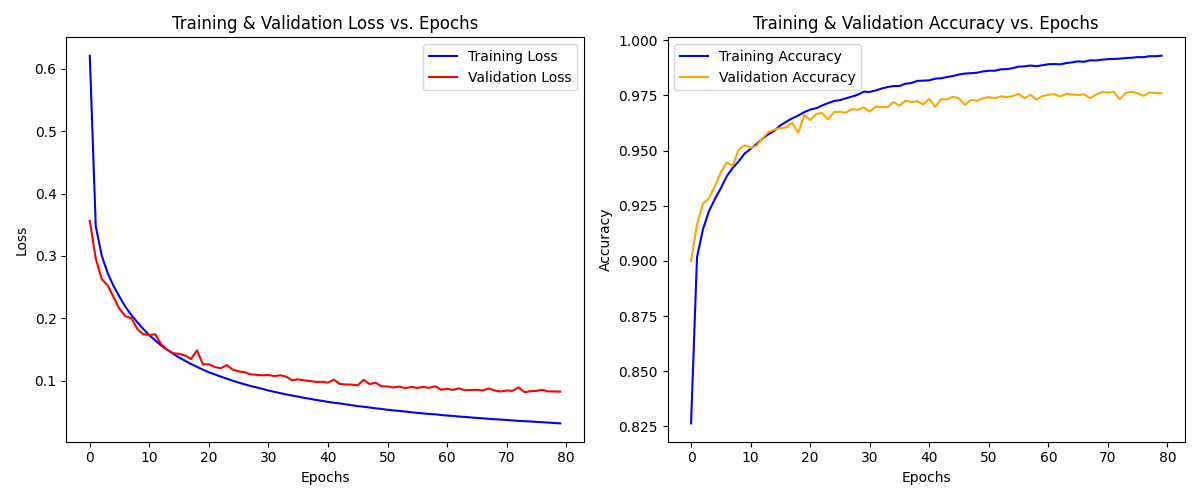 Training & Validation Loss vs. Epochs
Training Loss
Validation Loss
Loss
0.6
0.5
0.4
0.3
0.2
0.1
0 10 20 30 40 50 60 70 80
Epochs
Training & Validation Accuracy vs. Epochs
Training Accuracy
Validation Accuracy
Accuracy
1.000
0.975
0.950
0.925
0.900
0.875
0.850
0.825
0 10 20 30 40 50 60 70 80
Epochs